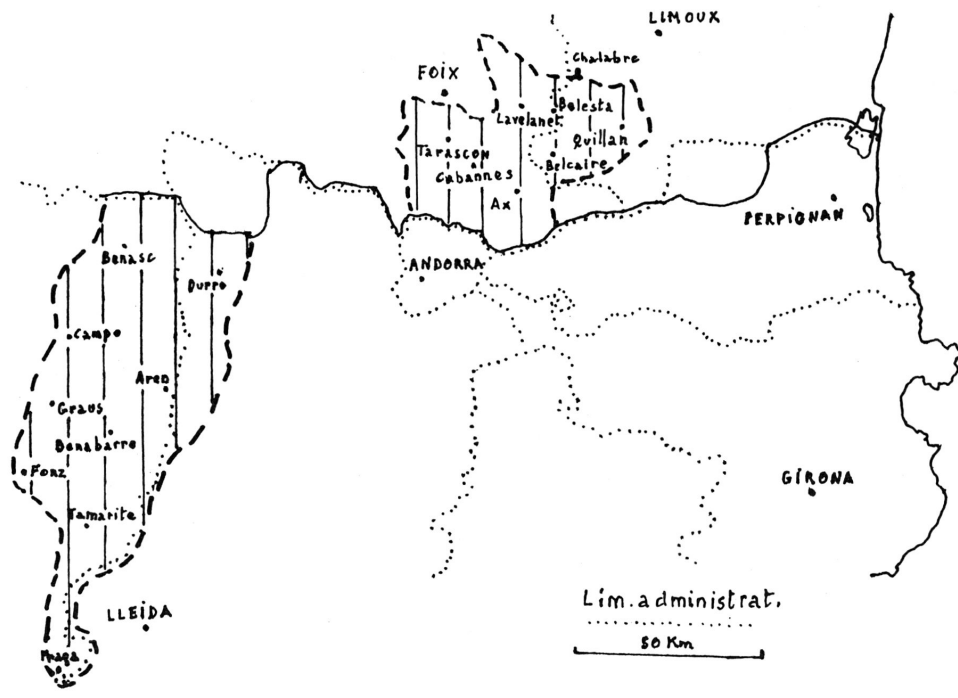 LIMOUX
Chalabre
FOIX
Lavelanet
Belesta
Quillan
Tarascon
Cabannes
Belcaire
Ax
PERPIGNAN
Benasc
ANDORRA
Durro
Campo
Aren
Graus
Benabarre
Fonz
GIRONA
Tamarite
Lim. administrat.
LLEIDA
50 Km
Fraga